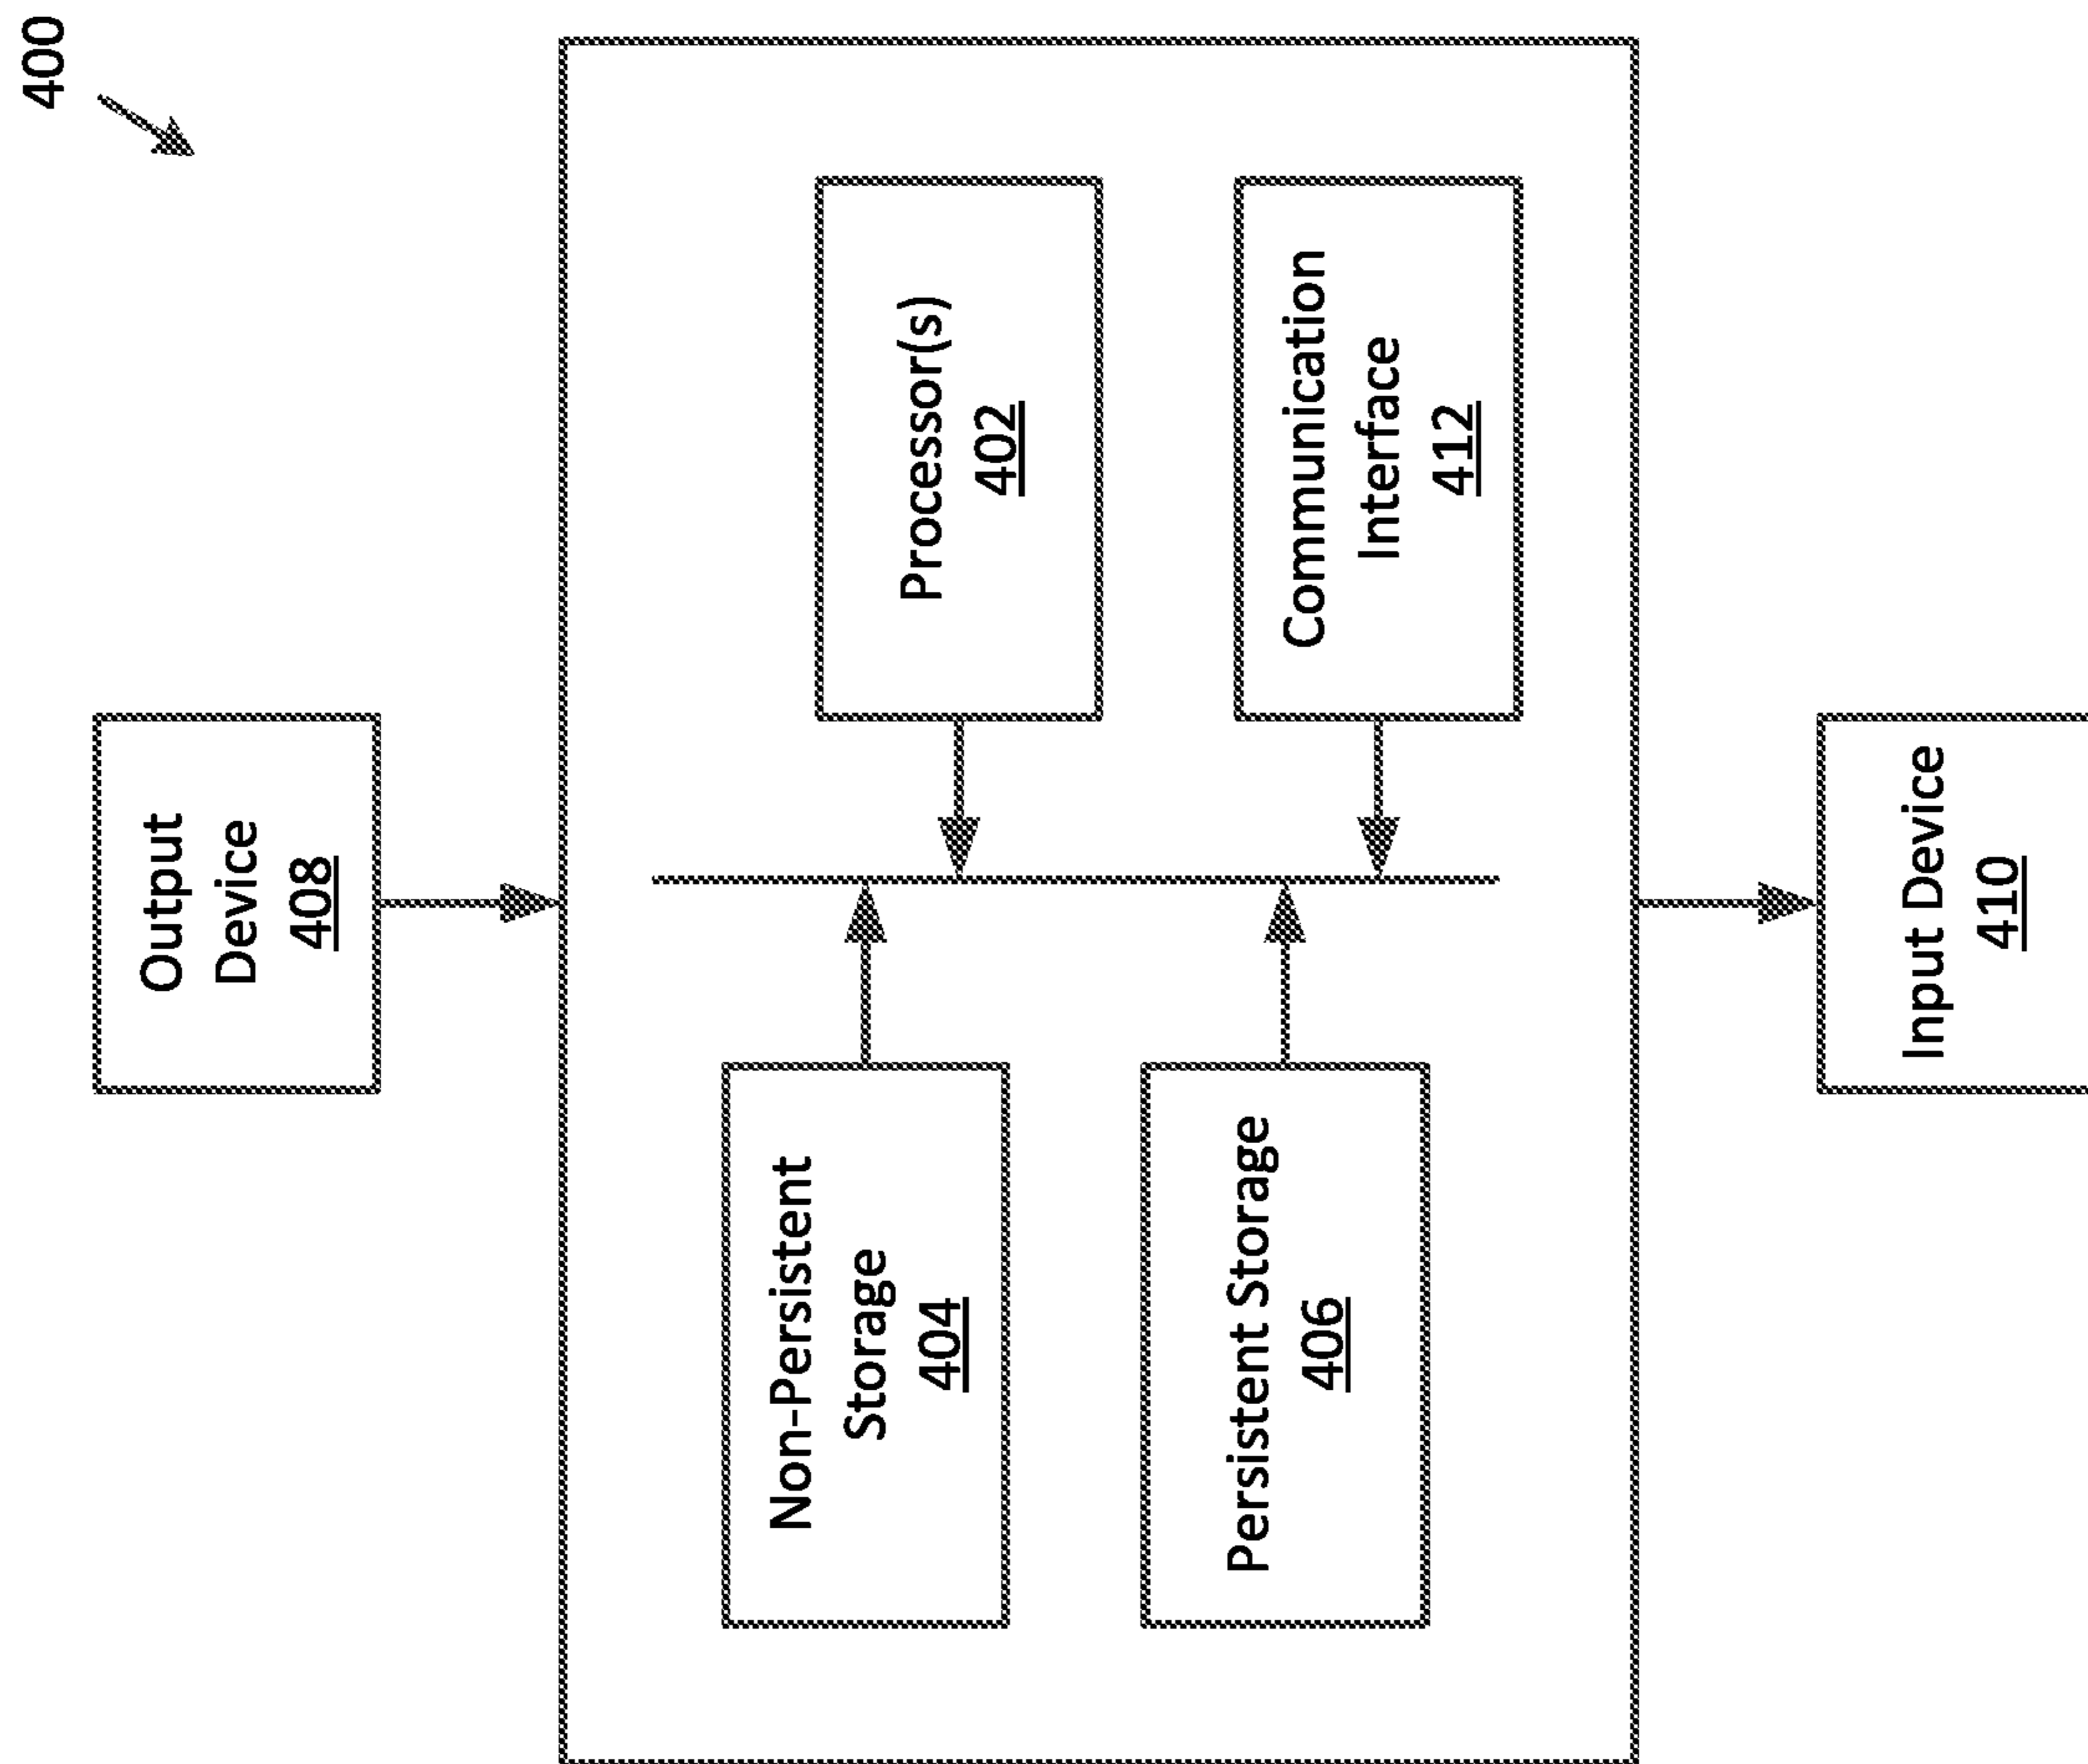 400
Output
Device
408
Non-Persistent
Storage
404
Processor(s)
402
Persistent Storage
406
Communication
Interface
412
Input Device
410